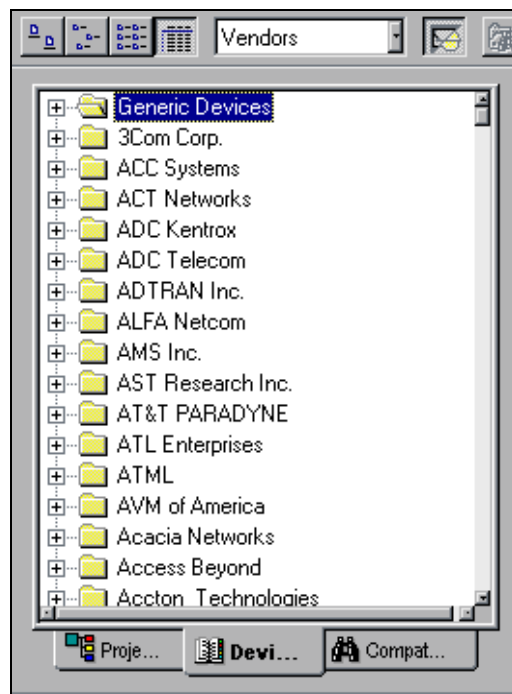 Vendors
Generic Devices
3Com Corp.
ACC Systems
ACT Networks
ADC Kentrox
ADC Telecom
ADTRAN Inc.
ALFA Netcom
AMS Inc.
AST Research Inc.
AT&T PARADYNE
ATL Enterprises
ATML
AVM of America
Acacia Networks
Access Beyond
Accton Technologies
Proje... Devi... Compat...